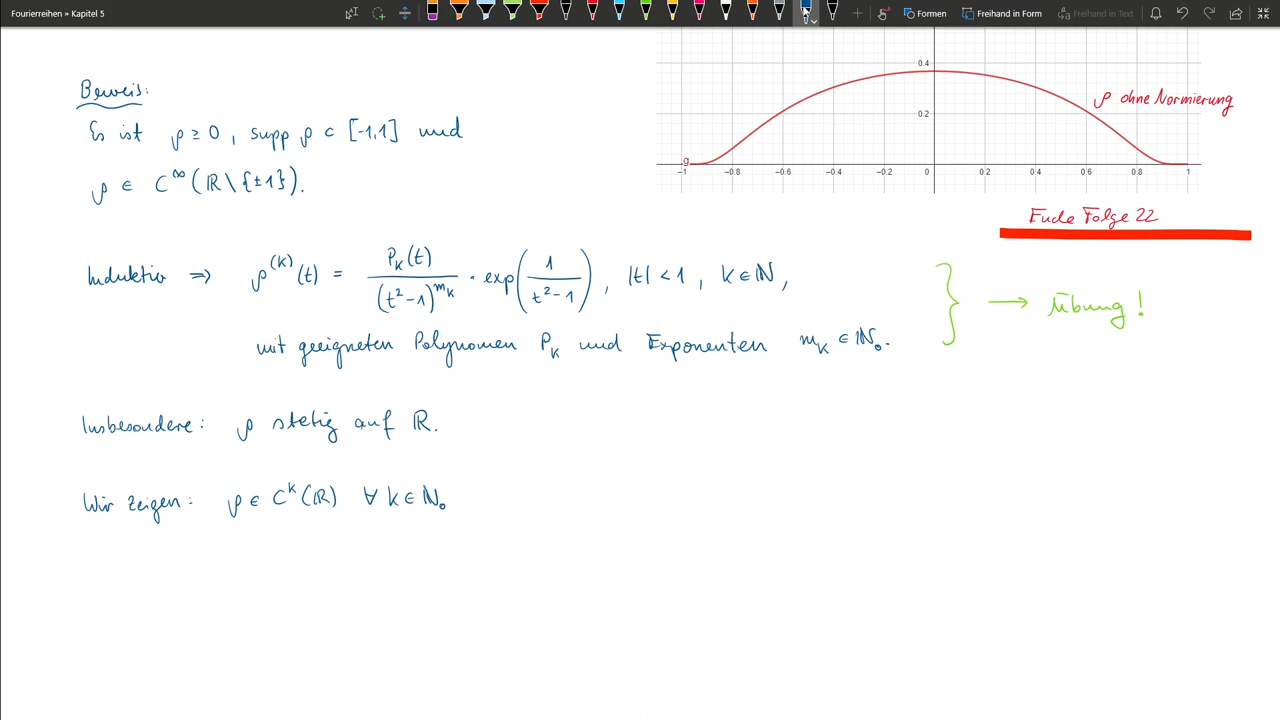 Fourierreihen » Kapitel 5
Formen
Freihand in Form
Freihand in Text
0.4
0.2
g
−1 −0.8 −0.6 −0.4 −0.2 0 0.2 0.4 0.6 0.8 1
ρ ohne Normierung
Ende Folge 22
Beweis:
Es ist ρ ≥ 0, supp ρ ⊂ [-1,1] und
ρ ∈ C^∞(ℝ\{±1}).
Induktiv ⇒ ρ^(k)(t) = P_k(t) / (t²-1)^{m_k} · exp(1 / (t²-1)), |t| < 1, k ∈ ℕ,
mit geeigneten Polynomen P_k und Exponenten m_k ∈ ℕ₀.
→ Übung!
Insbesondere: ρ stetig auf ℝ.
Wir zeigen: ρ ∈ C^k(ℝ) ∀ k ∈ ℕ₀